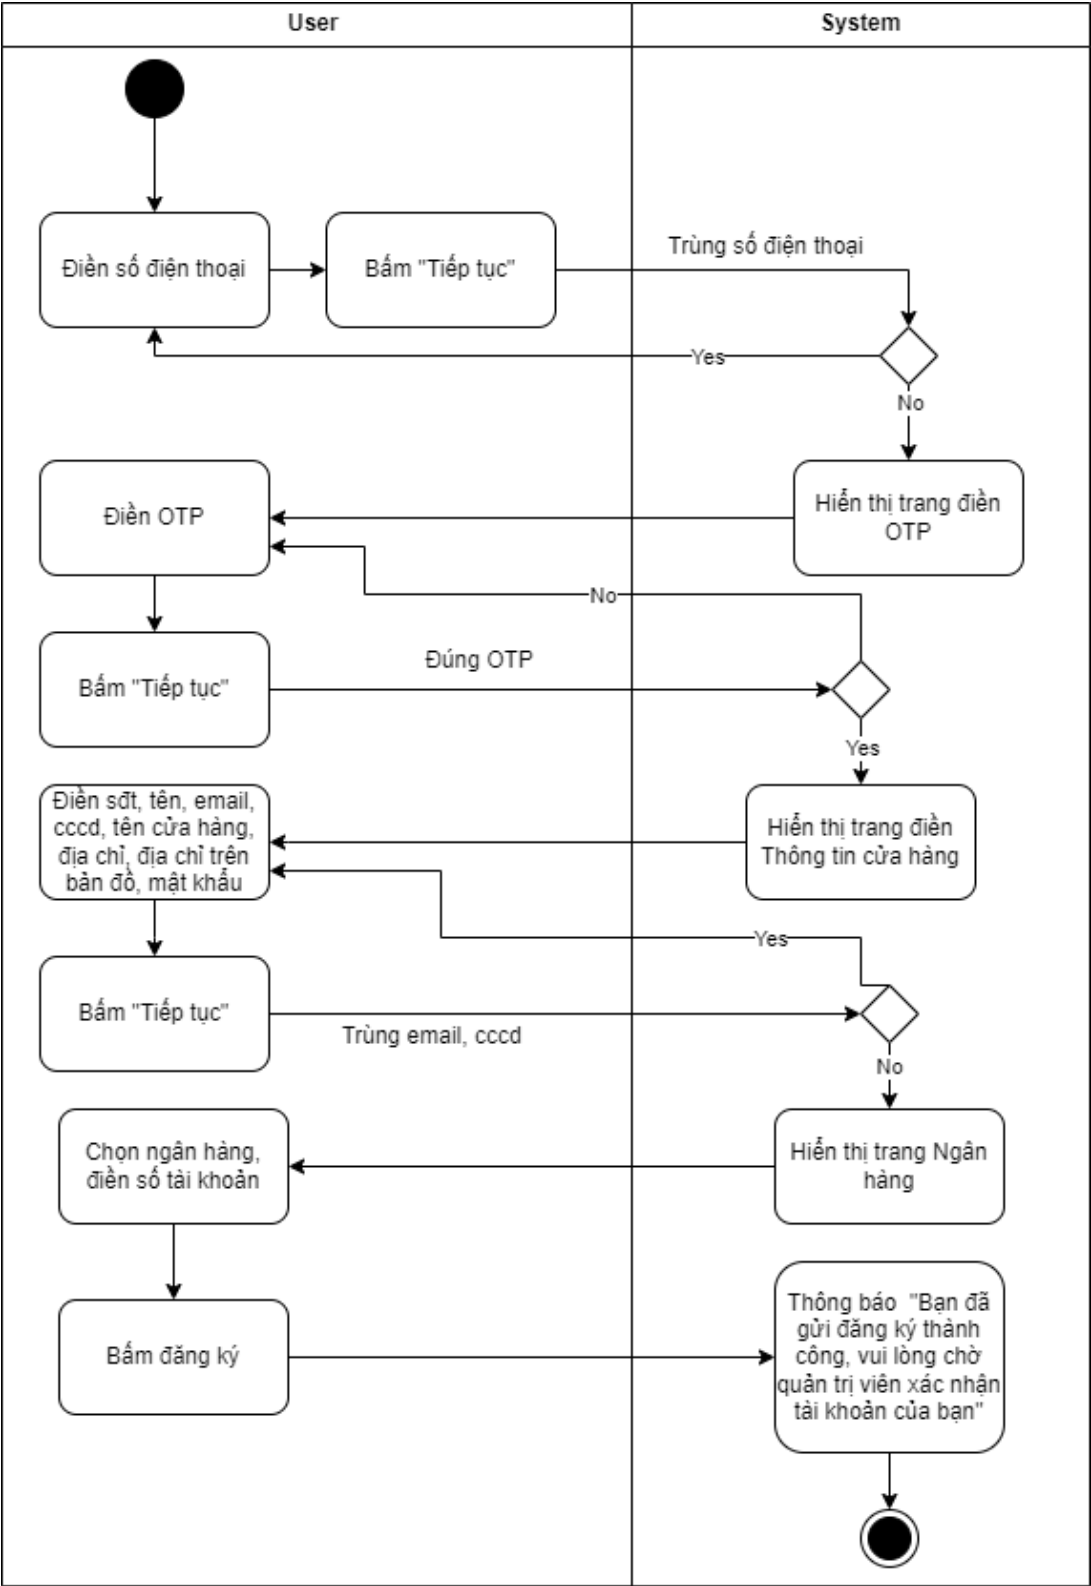 User
System
Điền số điện thoại
Bấm "Tiếp tục"
Trùng số điện thoại
Yes
No
Điền OTP
Hiển thị trang điền
OTP
No
Bấm "Tiếp tục"
Đúng OTP
Yes
Điền sđt, tên, email,
cccd, tên cửa hàng,
địa chỉ, địa chỉ trên
bản đồ, mật khẩu
Hiển thị trang điền
Thông tin cửa hàng
Yes
Bấm "Tiếp tục"
Trùng email, cccd
No
Chọn ngân hàng,
điền số tài khoản
Hiển thị trang Ngân
hàng
Bấm đăng ký
Thông báo "Bạn đã
gửi đăng ký thành
công, vui lòng chờ
quản trị viên xác nhận
tài khoản của bạn"